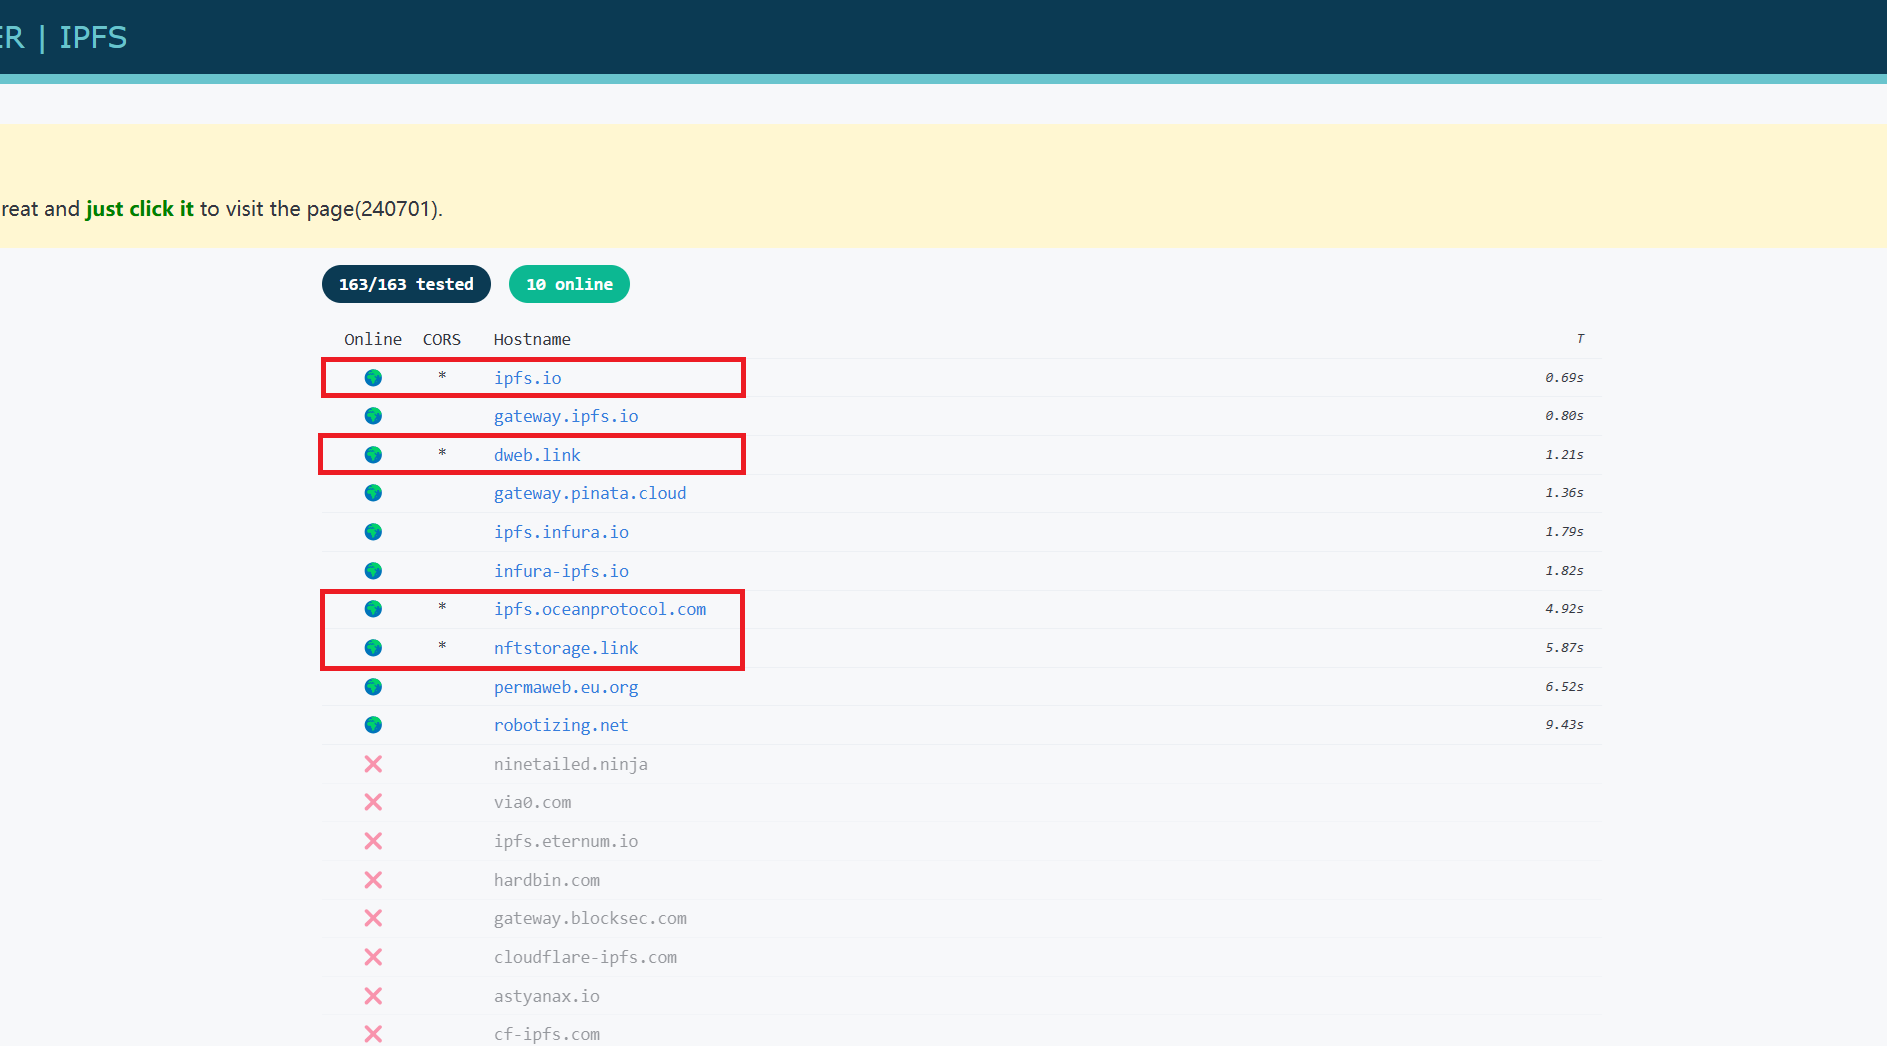 ER | IPFS
reat and just click it to visit the page(240701).
163/163 tested 10 online
Online CORS Hostname T
* ipfs.io 0.69s
gateway.ipfs.io 0.80s
* dweb.link 1.21s
gateway.pinata.cloud 1.36s
ipfs.infura.io 1.79s
infura-ipfs.io 1.82s
* ipfs.oceanprotocol.com 4.92s
* nftstorage.link 5.87s
permaweb.eu.org 6.52s
robotizing.net 9.43s
ninetailed.ninja
via0.com
ipfs.eternum.io
hardbin.com
gateway.blocksec.com
cloudflare-ipfs.com
astyanax.io
cf-ipfs.com